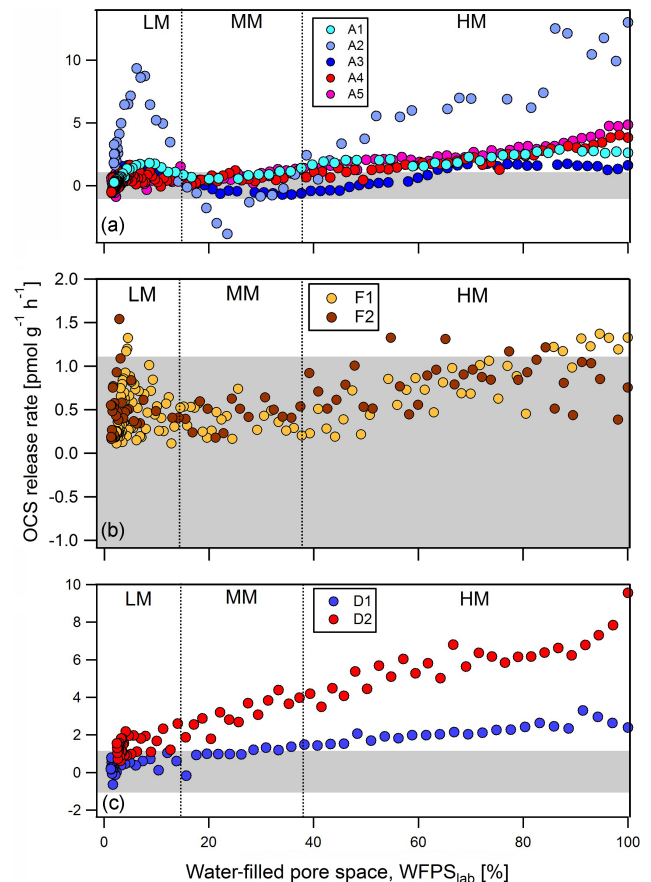 LM MM HM
A1
A2
A3
A4
A5
10
5
0
(a)
2.0
1.5
1.0
0.5
0.0
-0.5
-1.0
LM MM HM
F1
F2
(b)
OCS release rate [pmol g⁻¹ h⁻¹]
10
8
6
4
2
0
-2
LM MM HM
D1
D2
(c)
0 20 40 60 80 100
Water-filled pore space, WFPS_lab [%]